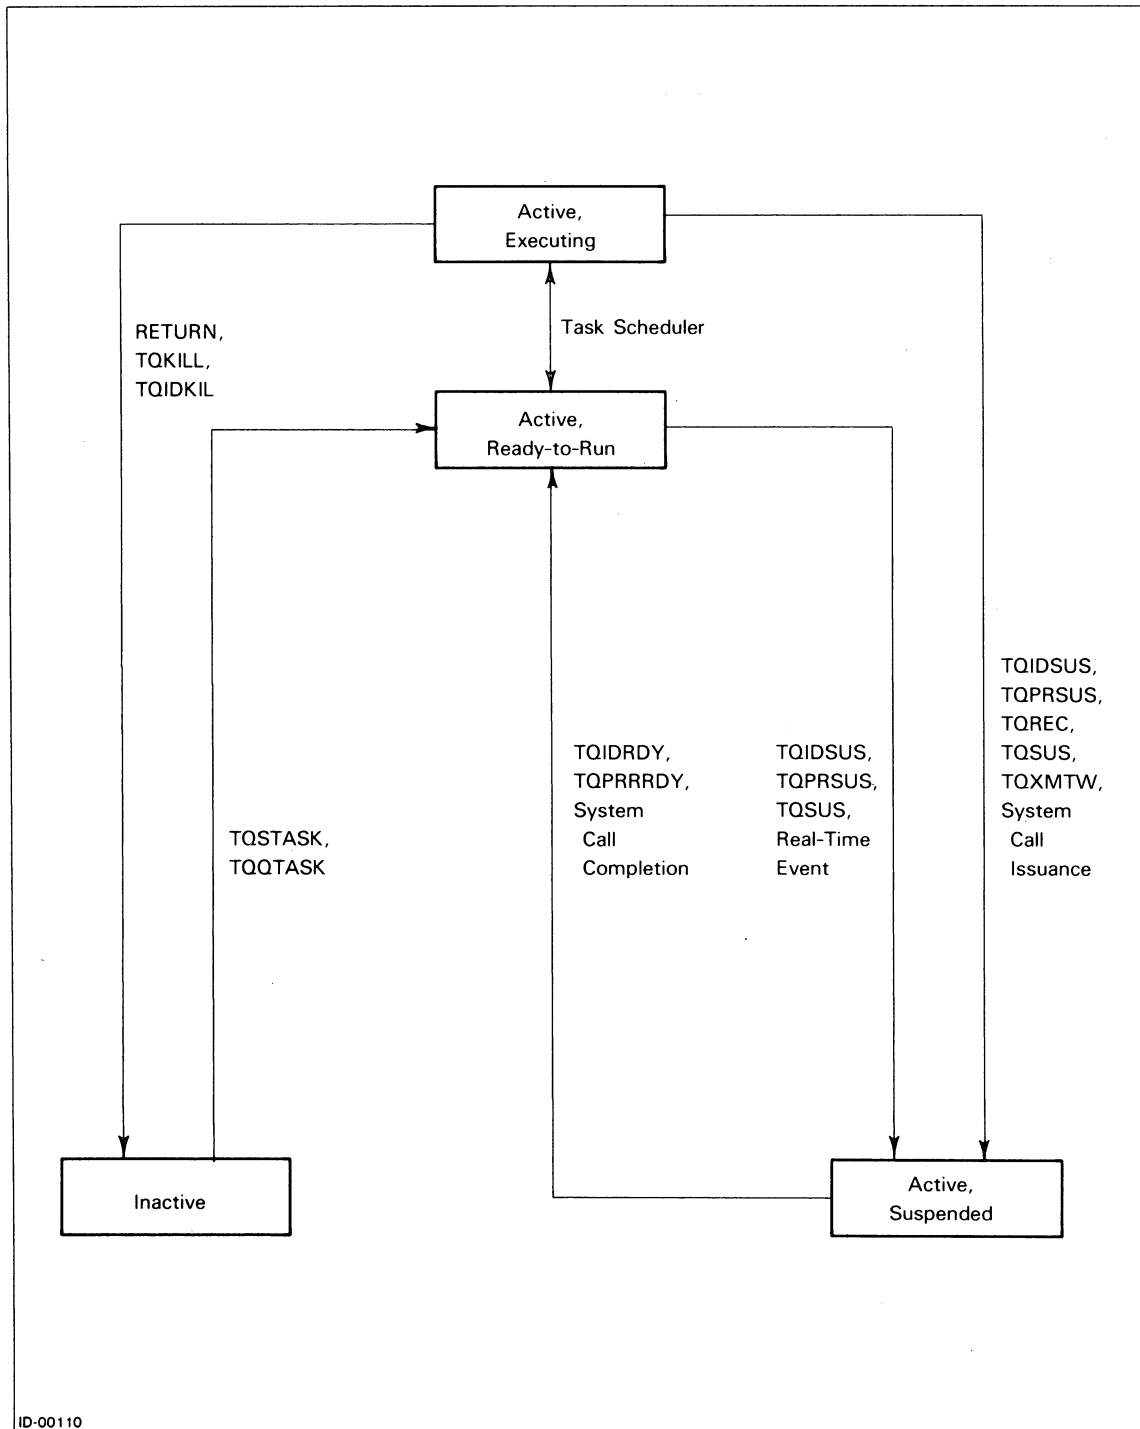 Active,
Executing
RETURN,
TQKILL,
TQIDKIL
Task Scheduler
Active,
Ready-to-Run
TQSTASK,
TQQTASK
TQIDRDY,
TQPRRRDY,
System
Call
Completion
TQIDSUS,
TQPRSUS,
TQSUS,
Real-Time
Event
TQIDSUS,
TQPRSUS,
TQREC,
TQSUS,
TQXMTW,
System
Call
Issuance
Inactive
Active,
Suspended
ID-00110